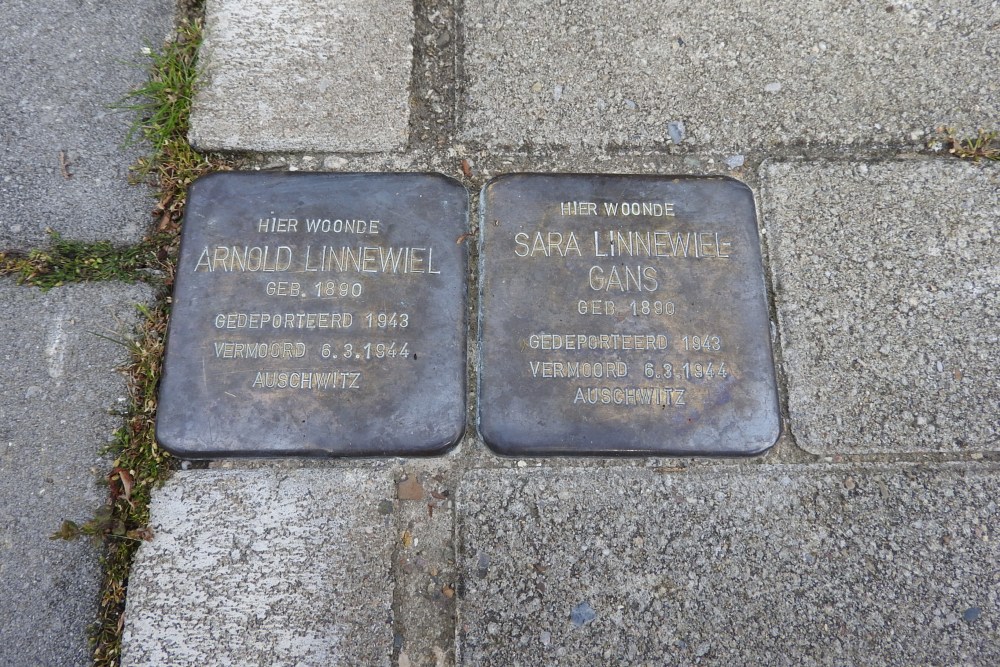 HIER WOONDE
ARNOLD LINNEWIEL
GEB. 1890
GEDEPORTEERD 1943
VERMOORD 6.3.1944
AUSCHWITZ
HIER WOONDE
SARA LINNEWIEL
GANS
GEB. 1890
GEDEPORTEERD 1943
VERMOORD 6.3.1944
AUSCHWITZ